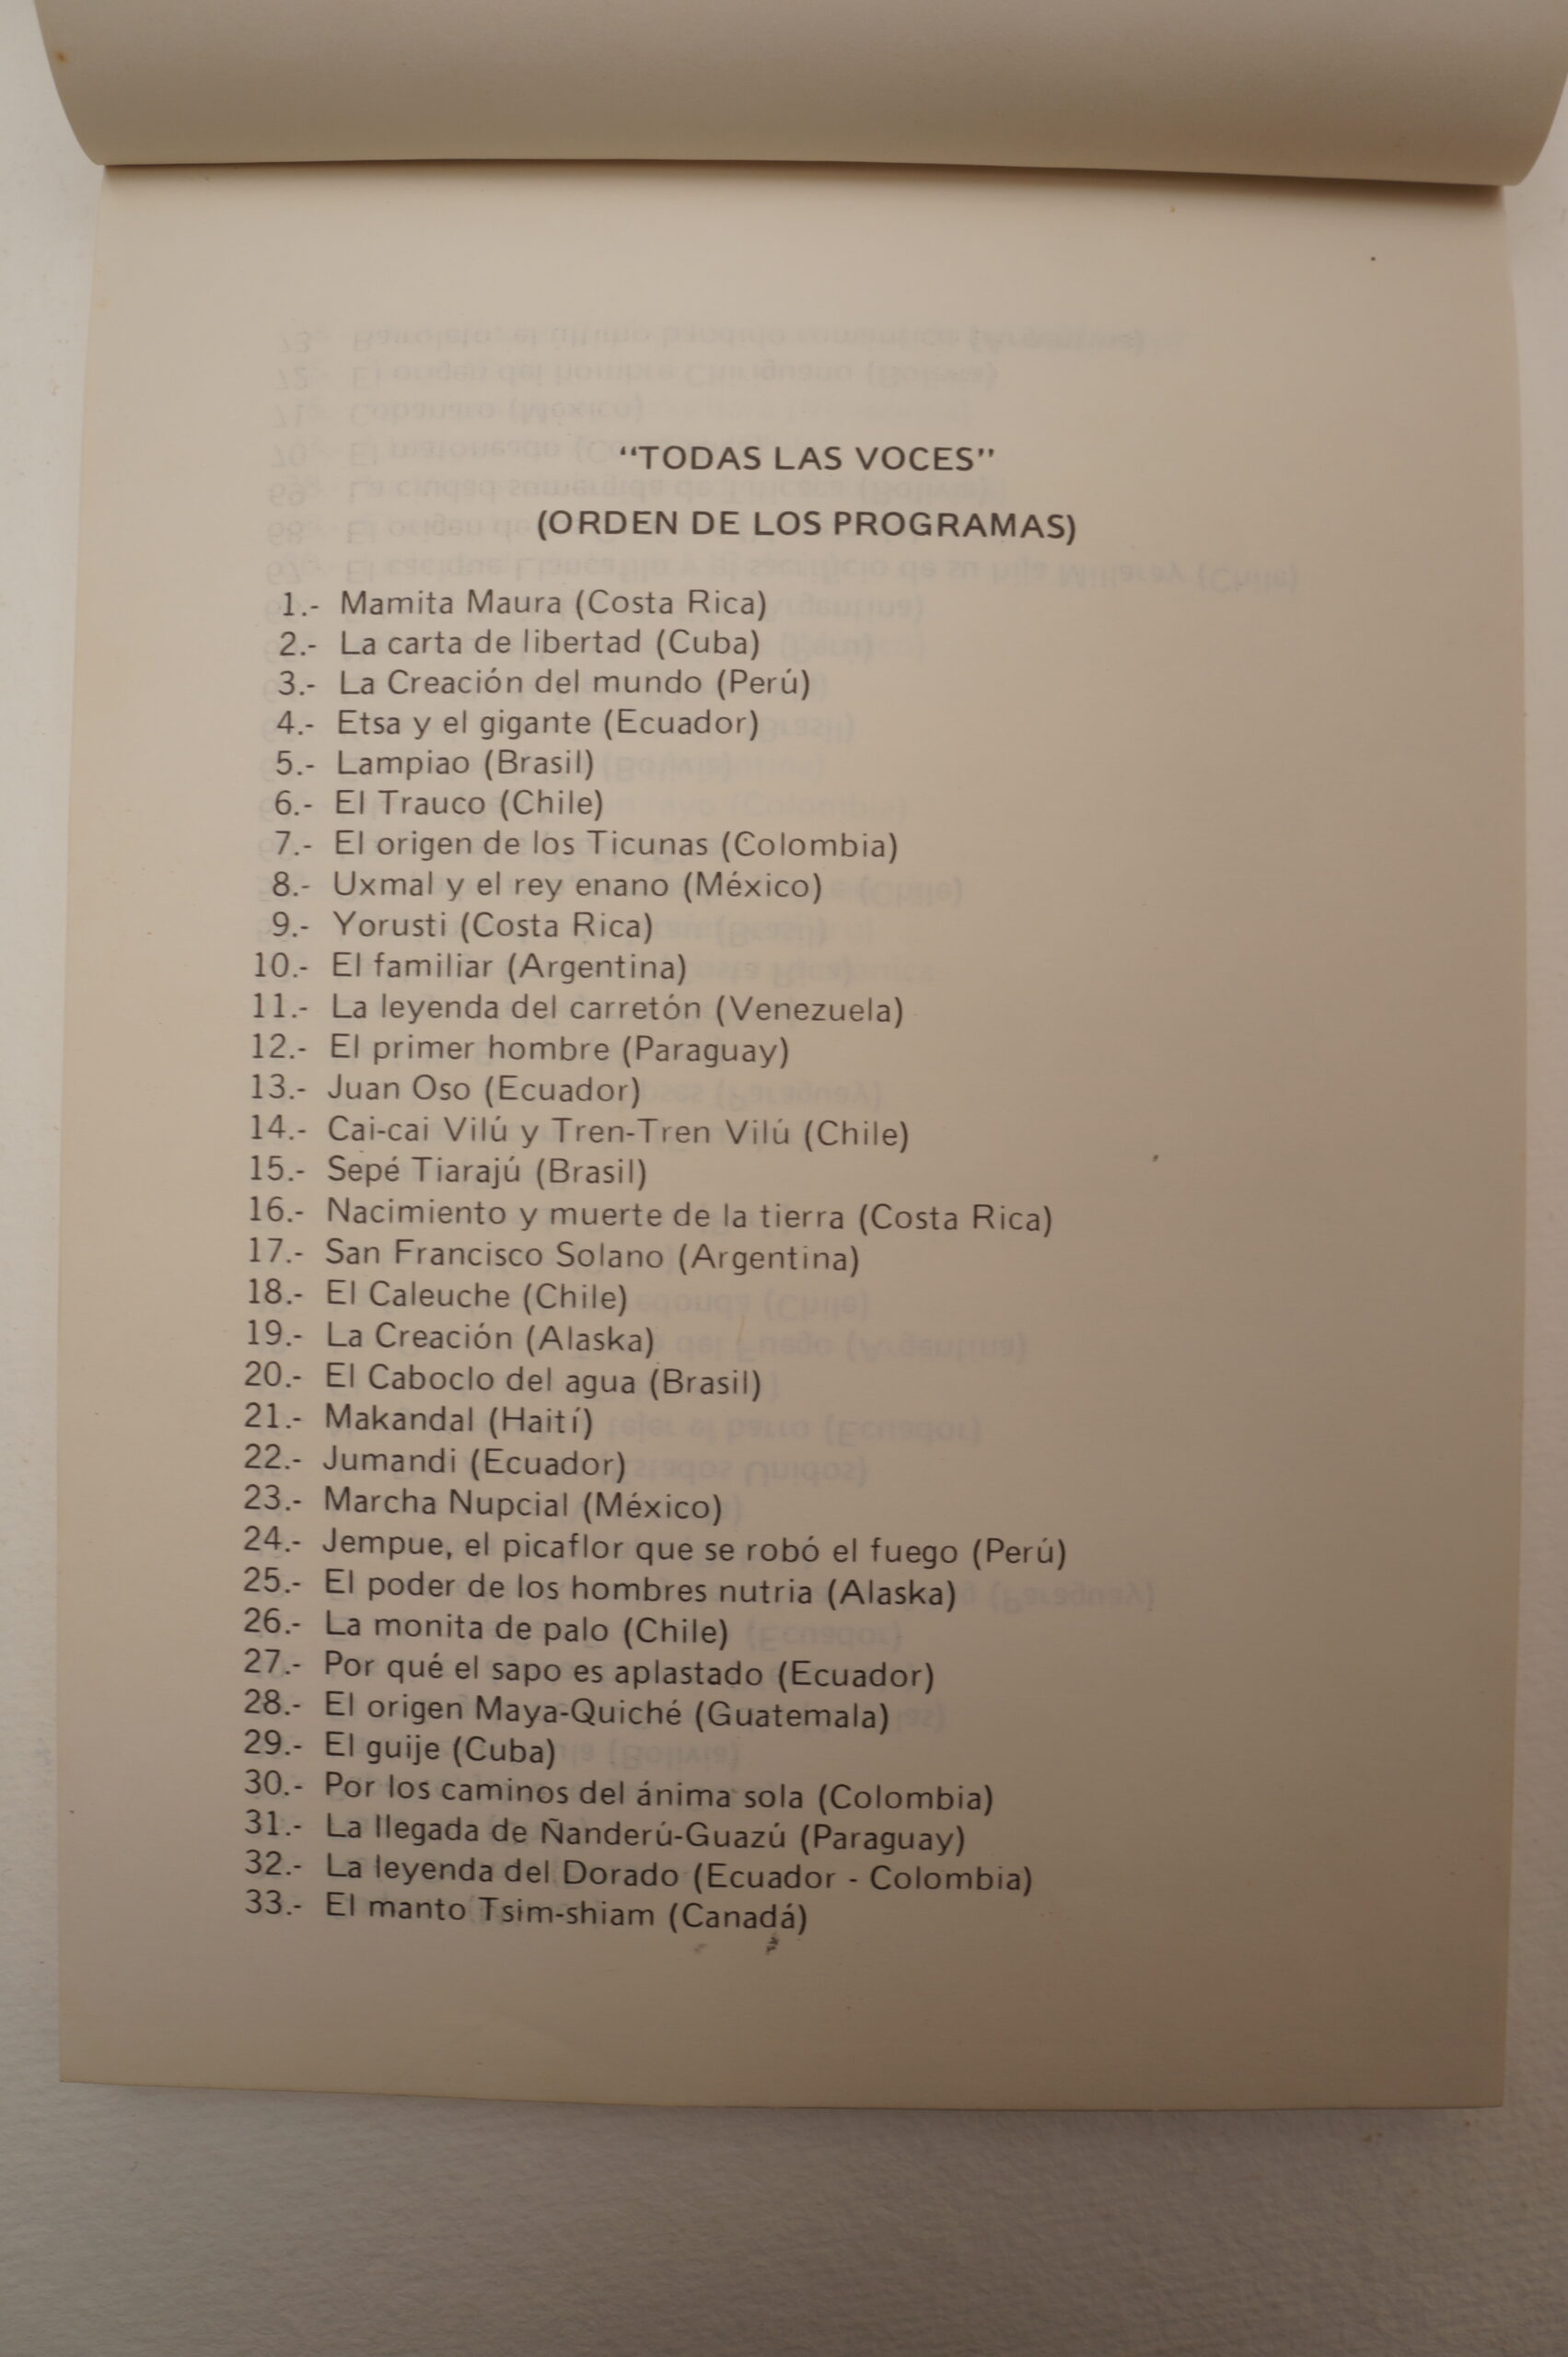 “TODAS LAS VOCES”
(ORDEN DE LOS PROGRAMAS)
1.- Mamita Maura (Costa Rica)
2.- La carta de libertad (Cuba)
3.- La Creación del mundo (Perú)
4.- Etsa y el gigante (Ecuador)
5.- Lampiao (Brasil)
6.- El Trauco (Chile)
7.- El origen de los Ticunas (Colombia)
8.- Uxmal y el rey enano (México)
9.- Yorusti (Costa Rica)
10.- El familiar (Argentina)
11.- La leyenda del carretón (Venezuela)
12.- El primer hombre (Paraguay)
13.- Juan Oso (Ecuador)
14.- Cai-cai Vilú y Tren-Tren Vilú (Chile)
15.- Sepé Tiarajú (Brasil)
16.- Nacimiento y muerte de la tierra (Costa Rica)
17.- San Francisco Solano (Argentina)
18.- El Caleuche (Chile)
19.- La Creación (Alaska)
20.- El Caboclo del agua (Brasil)
21.- Makandal (Haití)
22.- Jumandi (Ecuador)
23.- Marcha Nupcial (México)
24.- Jempue, el picaflor que se robó el fuego (Perú)
25.- El poder de los hombres nutria (Alaska)
26.- La monita de palo (Chile)
27.- Por qué el sapo es aplastado (Ecuador)
28.- El origen Maya-Quiché (Guatemala)
29.- El guije (Cuba)
30.- Por los caminos del ánima sola (Colombia)
31.- La llegada de Ñanderú-Guazú (Paraguay)
32.- La leyenda del Dorado (Ecuador - Colombia)
33.- El manto Tsim-shiam (Canadá)